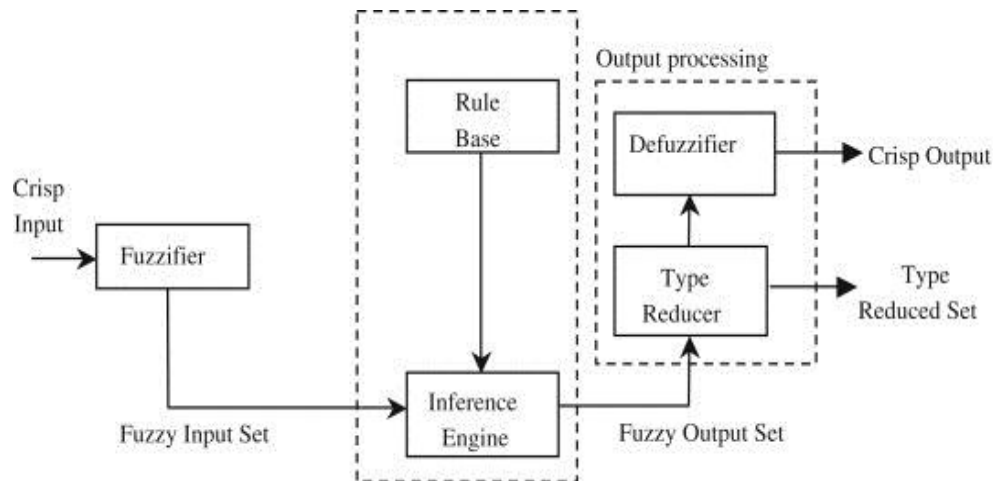 Output processing
Rule
Base
Defuzzifier
Crisp Output
Crisp
Input
Fuzzifier
Type
Reducer
Type
Reduced Set
Inference
Engine
Fuzzy Input Set
Fuzzy Output Set